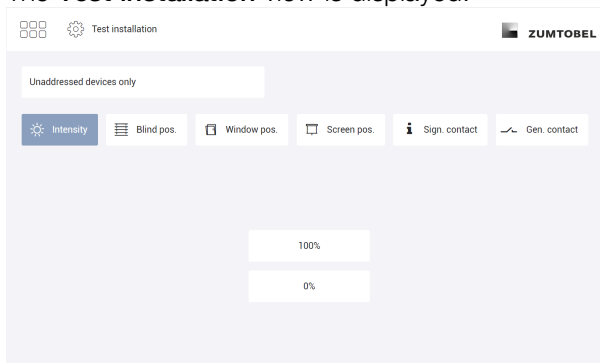 The Test installation view is displayed.
Test installation
ZUMTOBEL
Unaddressed devices only
Intensity
Blind pos.
Window pos.
Screen pos.
Sign. contact
Gen. contact
100%
0%